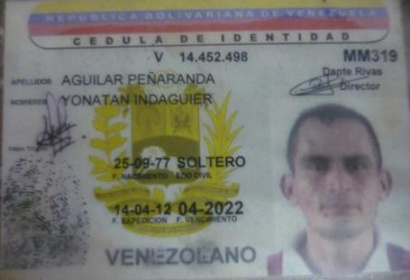 REPUBLICA BOLIVARIANA DE VENEZUELA
CEDULA DE IDENTIDAD
V 14.452.498 MM319
Dante Rivas
Director
APELLIDOS AGUILAR PEÑARANDA
NOMBRES YONATAN INDAGUIER
25-09-77 SOLTERO
F. NACIMIENTO EDO CIVIL
14-04-12 04-2022
F. EXPEDICION F. VENCIMIENTO
VENEZOLANO